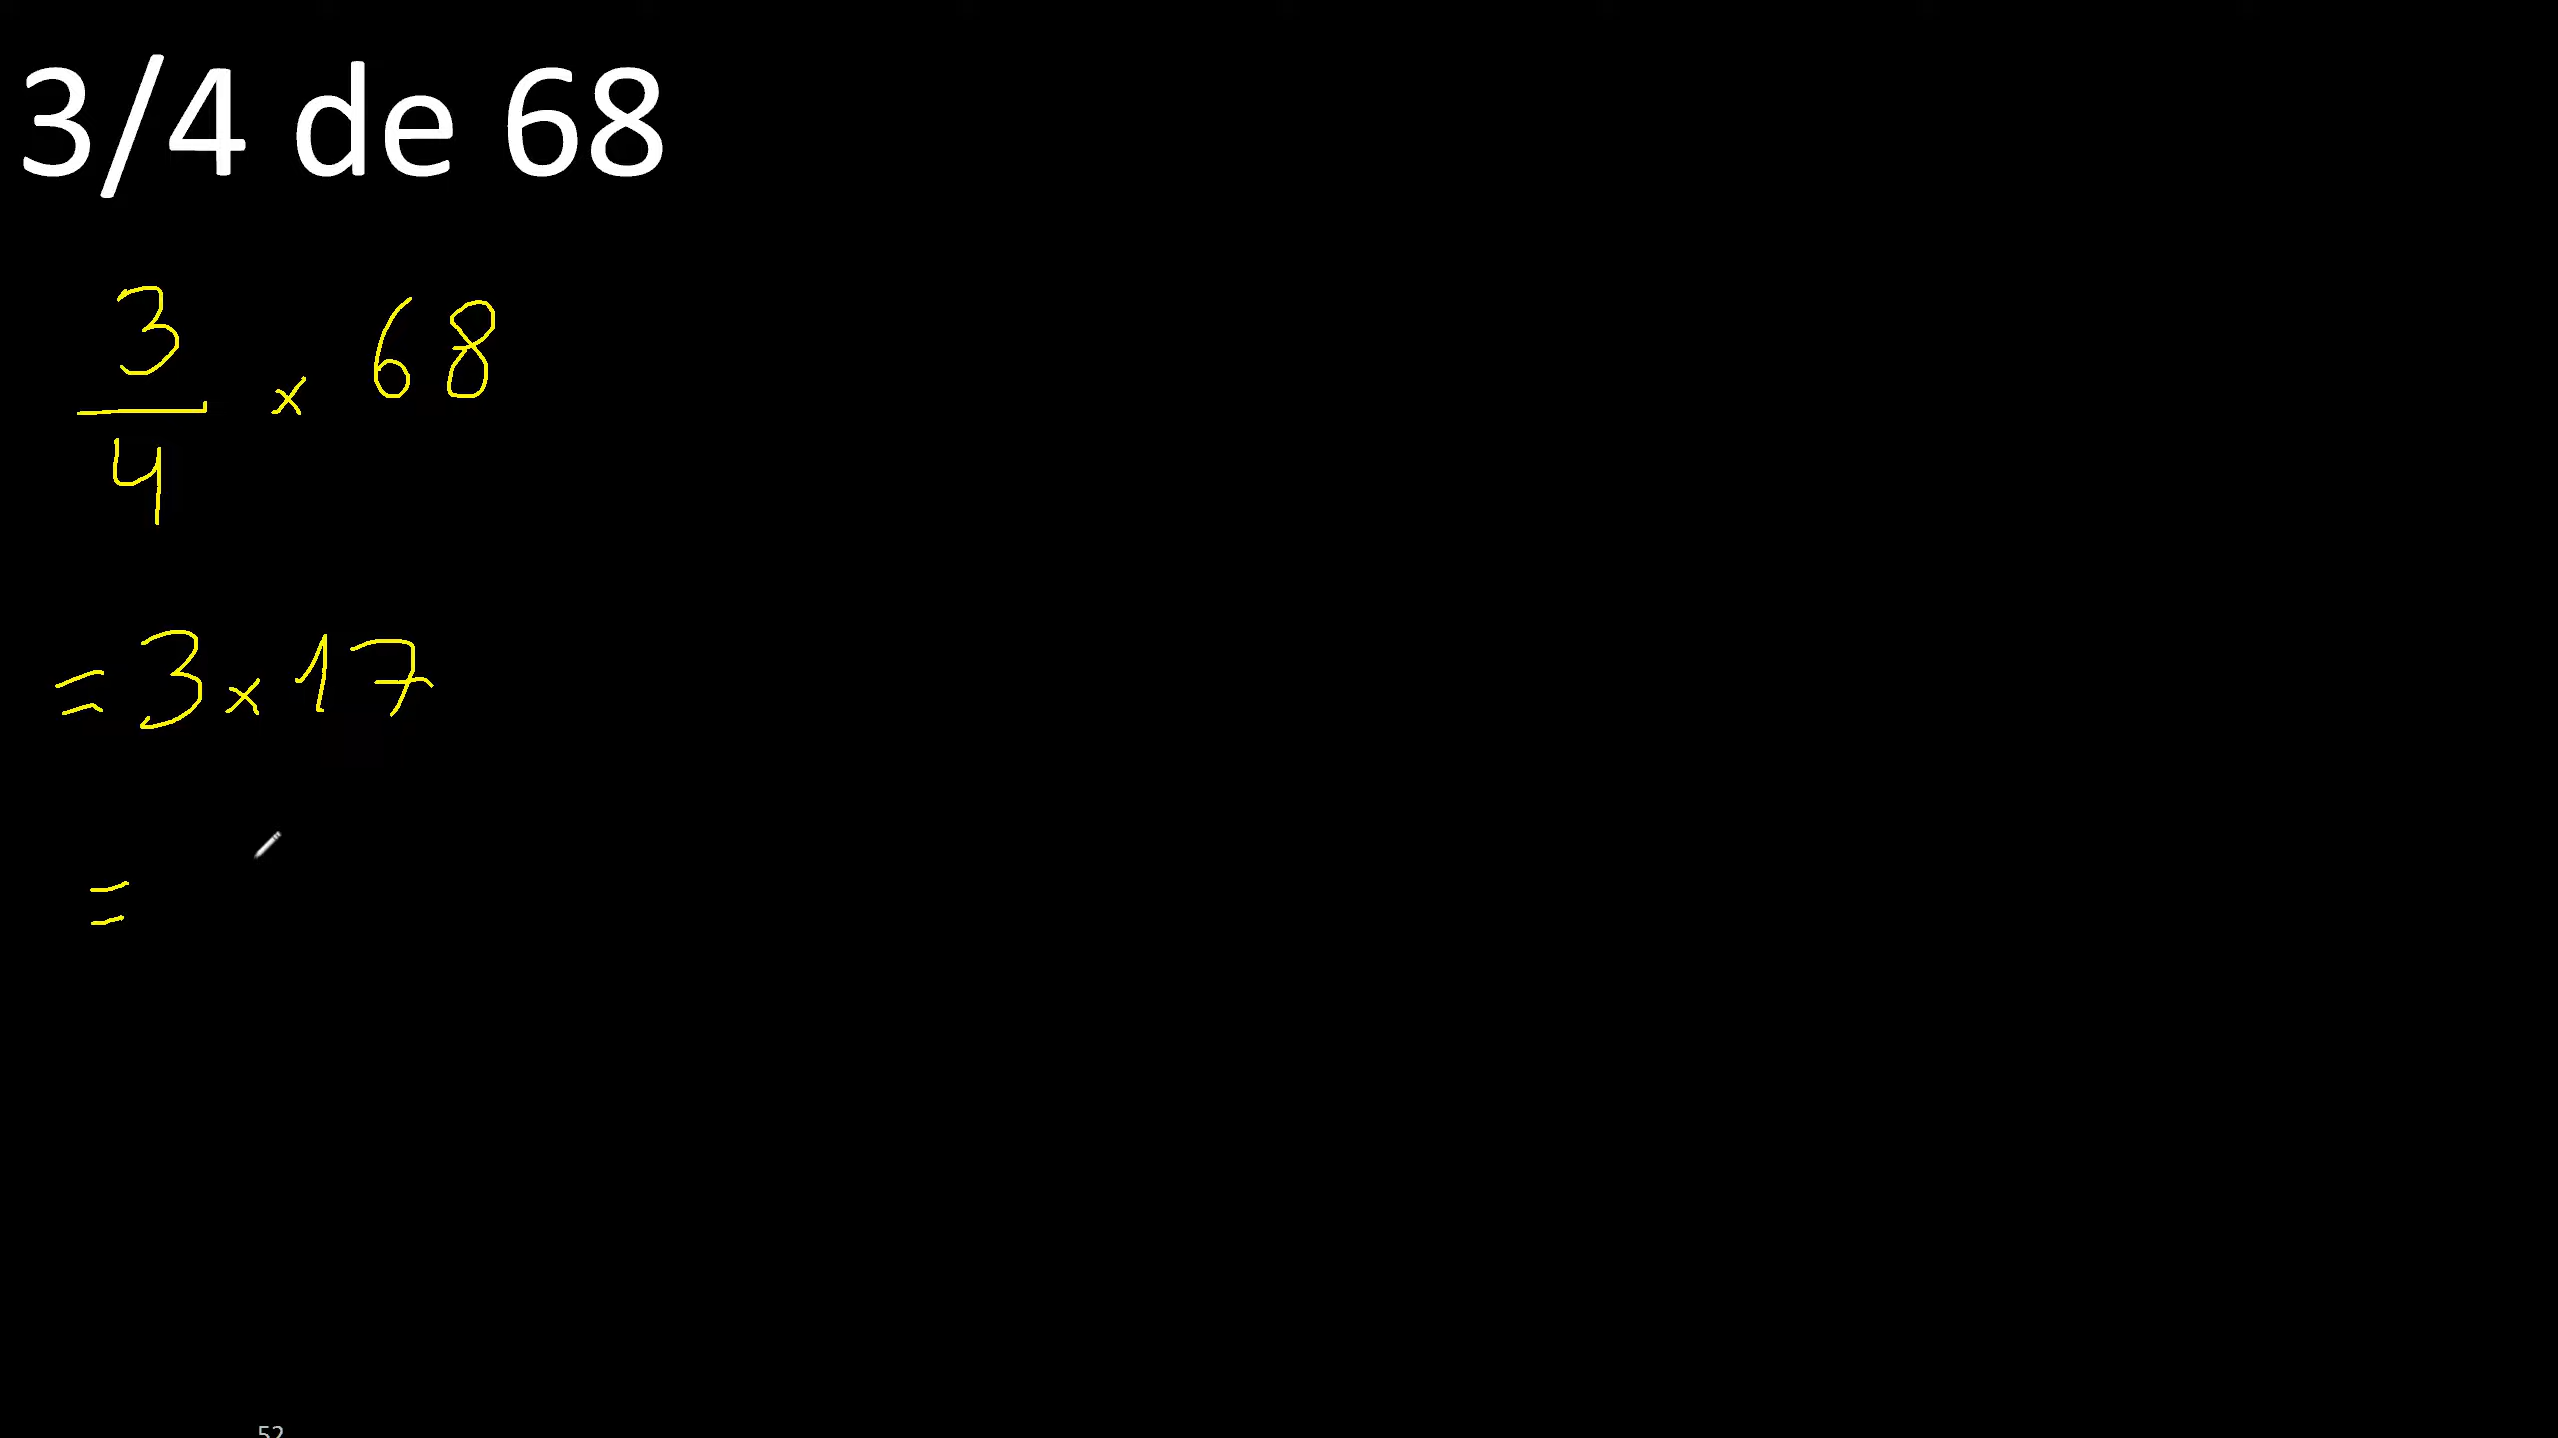 3/4 de 68
3/4 × 68
= 3 × 17
=
52